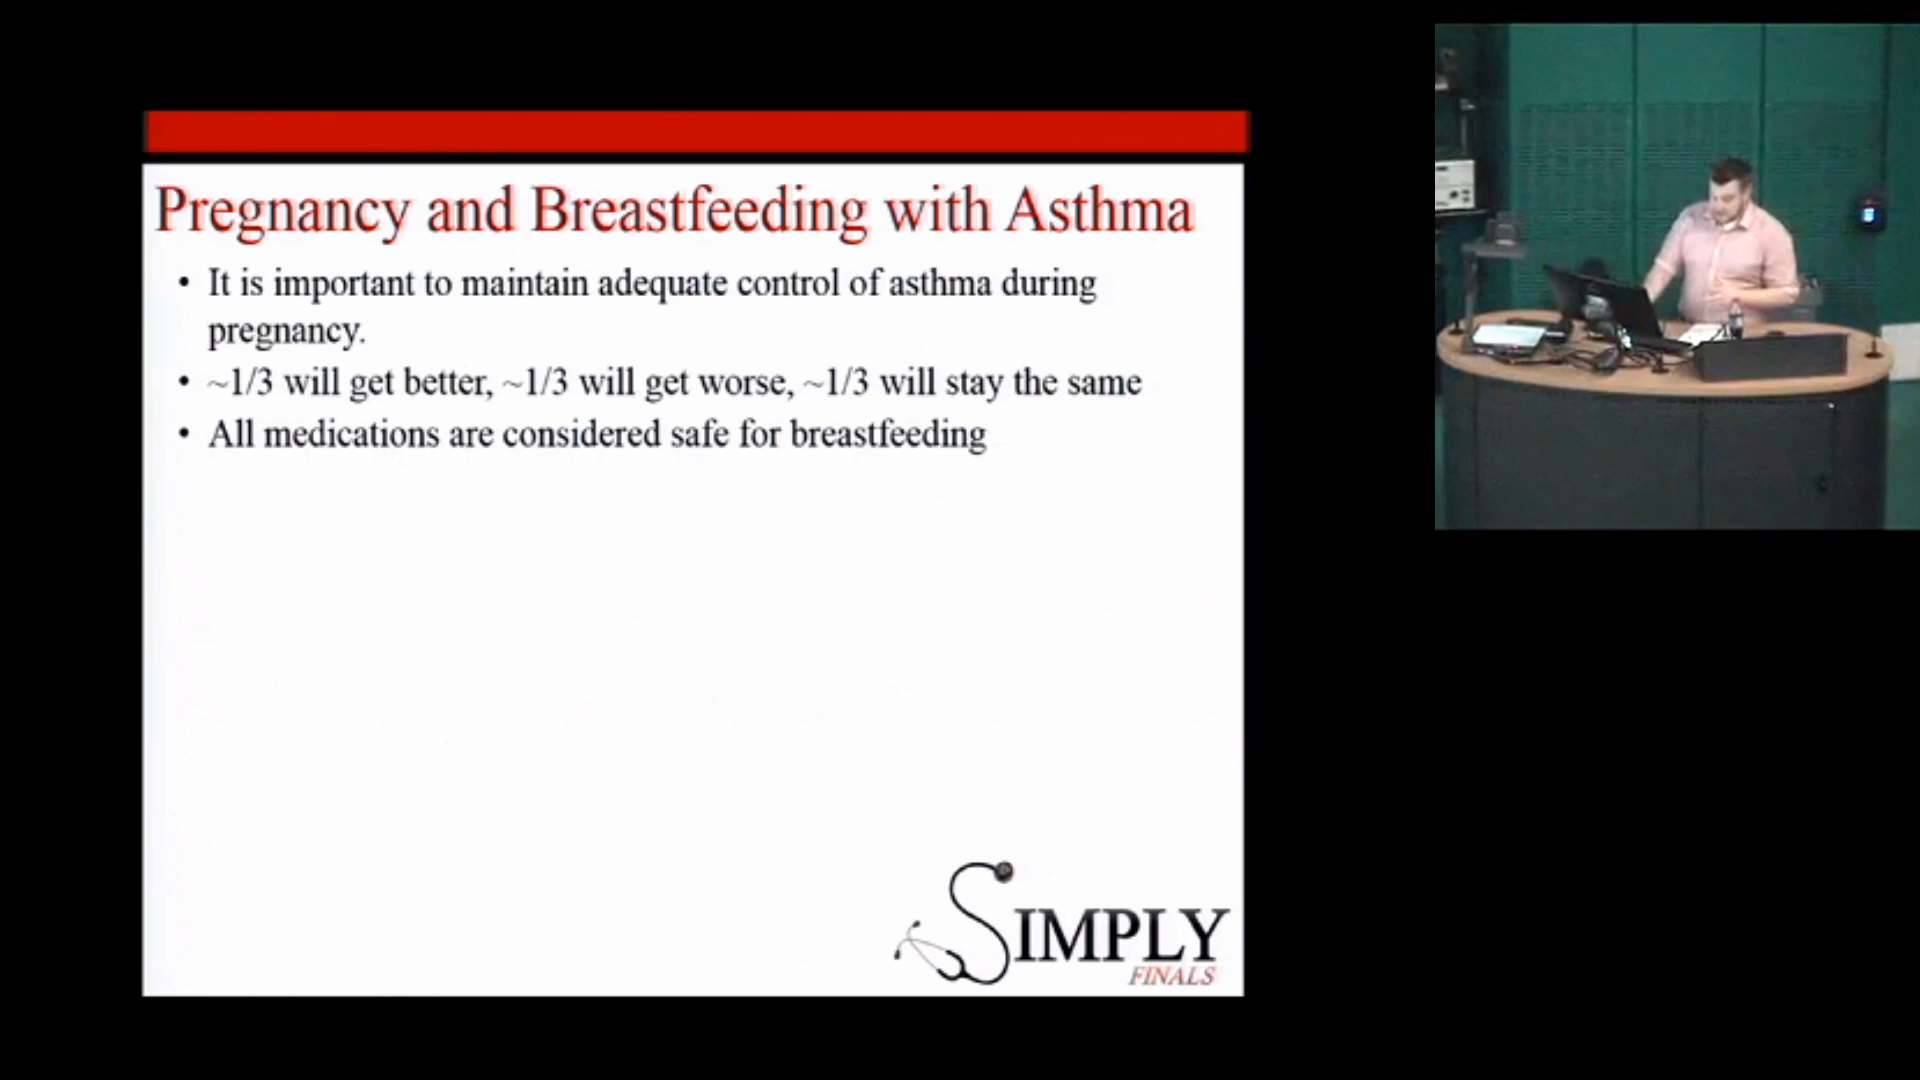 Pregnancy and Breastfeeding with Asthma
• It is important to maintain adequate control of asthma during
pregnancy.
• ~1/3 will get better, ~1/3 will get worse, ~1/3 will stay the same
• All medications are considered safe for breastfeeding
SIMPLY
FINALS